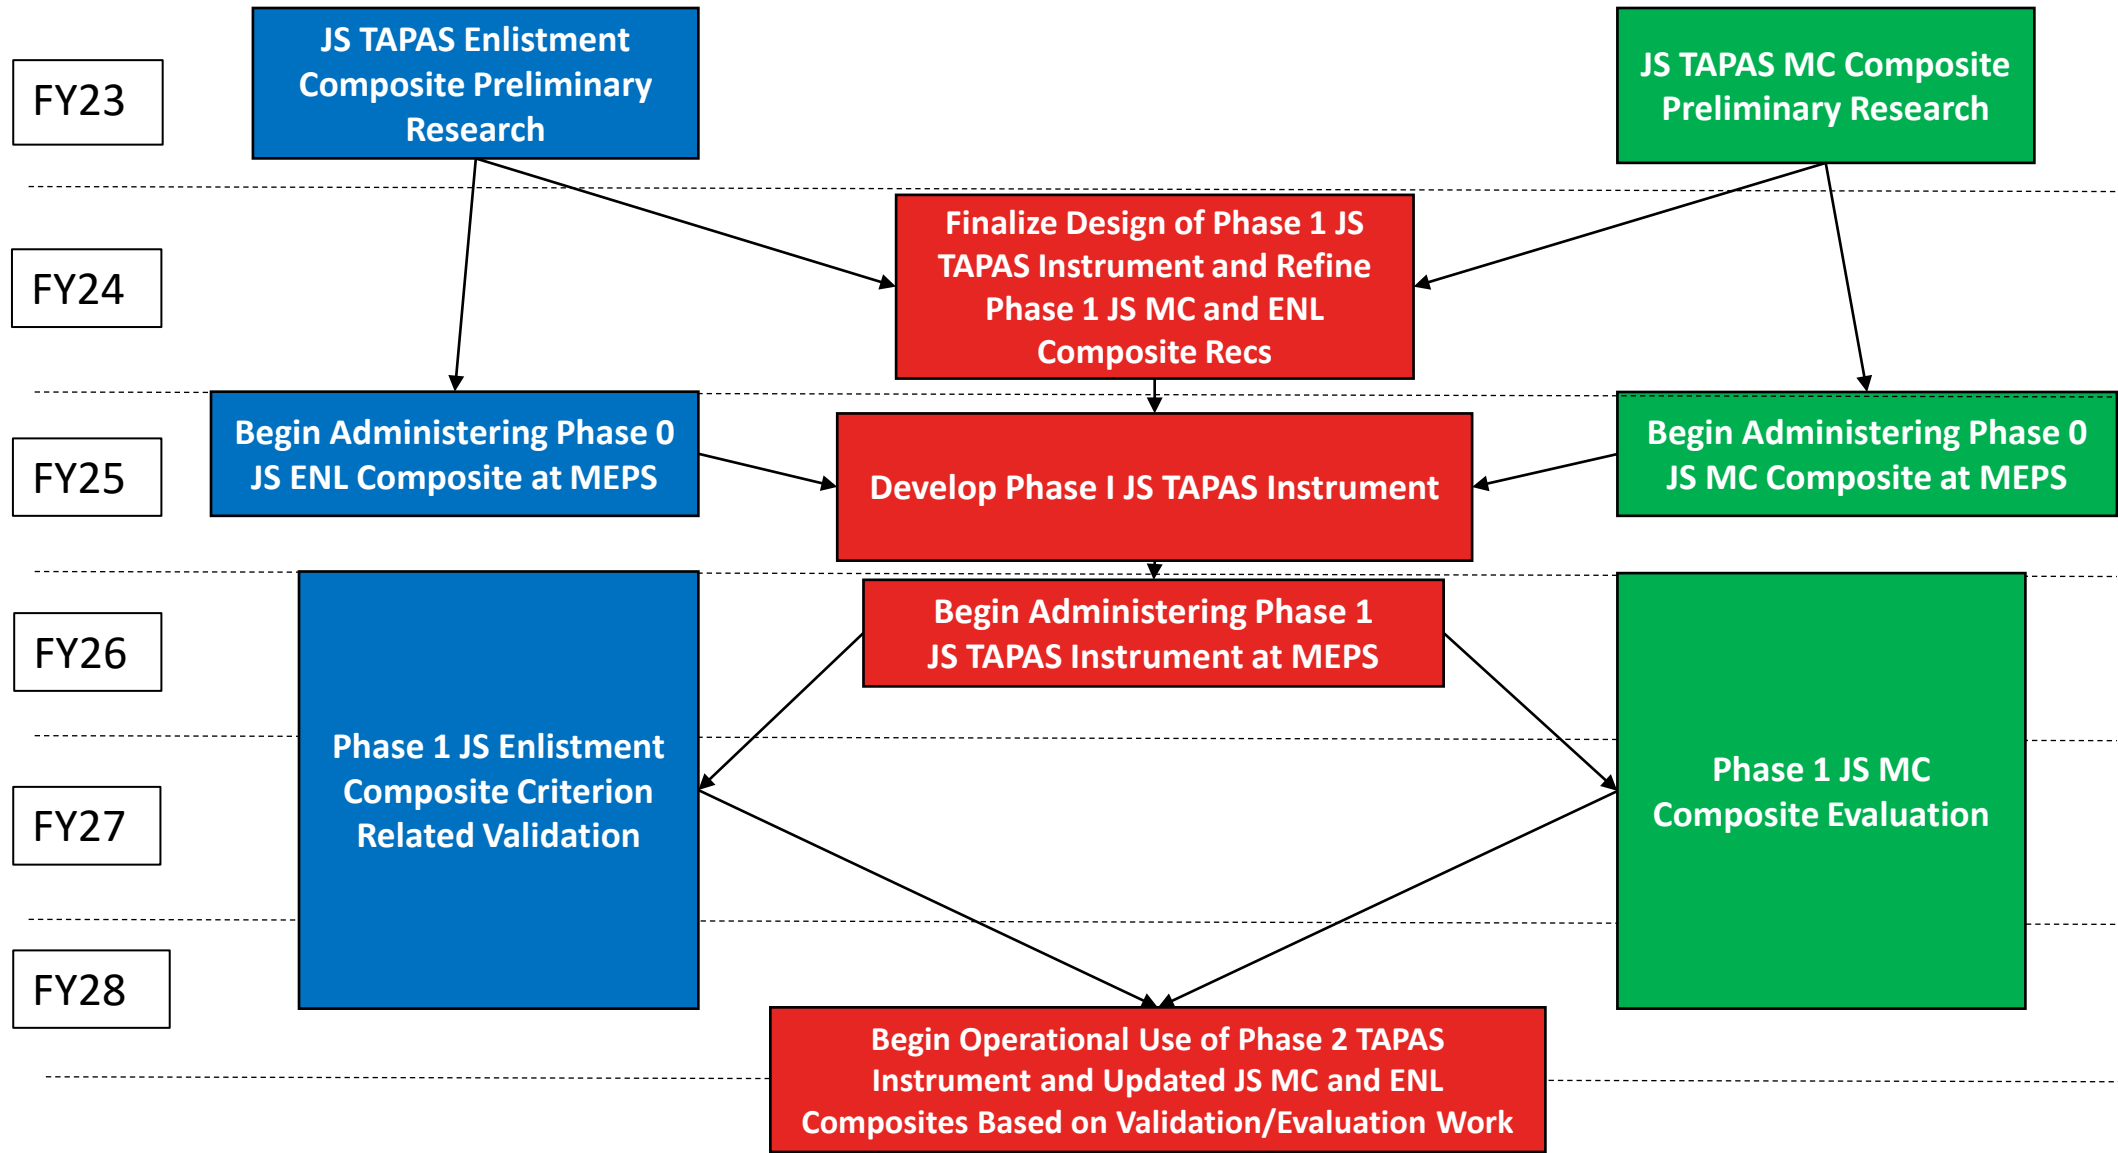 FY23
JS TAPAS Enlistment
Composite Preliminary
Research
JS TAPAS MC Composite
Preliminary Research
FY24
Finalize Design of Phase 1 JS
TAPAS Instrument and Refine
Phase 1 JS MC and ENL
Composite Recs
FY25
Begin Administering Phase 0
JS ENL Composite at MEPS
Develop Phase I JS TAPAS Instrument
Begin Administering Phase 0
JS MC Composite at MEPS
FY26
Begin Administering Phase 1
JS TAPAS Instrument at MEPS
FY27
Phase 1 JS Enlistment
Composite Criterion
Related Validation
Phase 1 JS MC
Composite Evaluation
FY28
Begin Operational Use of Phase 2 TAPAS
Instrument and Updated JS MC and ENL
Composites Based on Validation/Evaluation Work